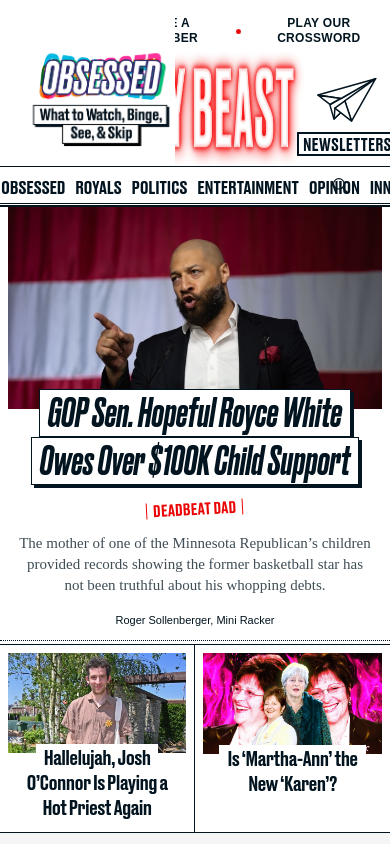 E A
BER
PLAY OUR
CROSSWORD
OBSESSED
What to Watch, Binge,
See, & Skip
Y BEAST
NEWSLETTERS
OBSESSED ROYALS POLITICS ENTERTAINMENT OPINION INN
GOP Sen. Hopeful Royce White
Owes Over $100K Child Support
DEADBEAT DAD
The mother of one of the Minnesota Republican’s children
provided records showing the former basketball star has
not been truthful about his whopping debts.
Roger Sollenberger, Mini Racker
Hallelujah, Josh
O’Connor Is Playing a
Hot Priest Again
Is ‘Martha-Ann’ the
New ‘Karen’?